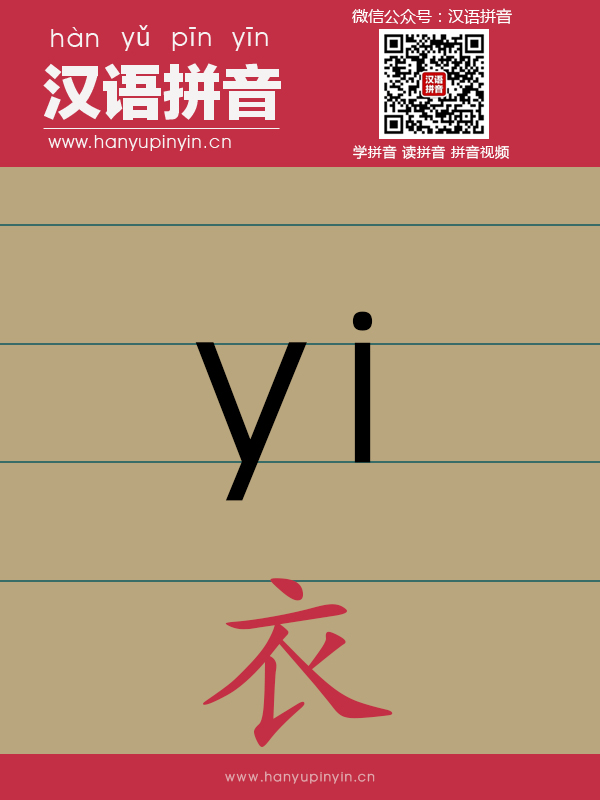 hàn yǔ pīn yīn
汉语拼音
www.hanyupinyin.cn
微信公众号：汉语拼音
汉语
拼音
学拼音 读拼音 拼音视频
yi
衣
www.hanyupinyin.cn